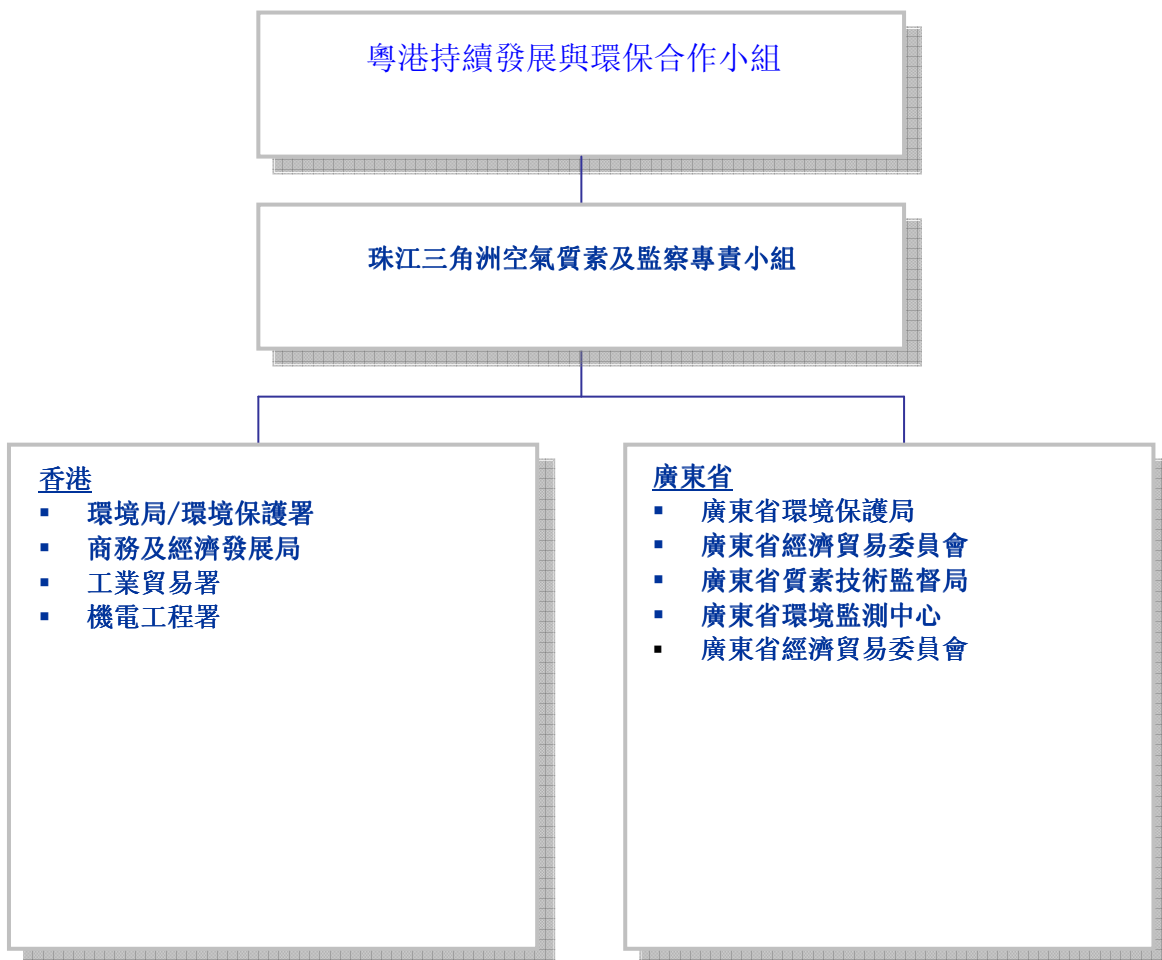 粵港持續發展與環保合作小組
珠江三角洲空氣質素及監察專責小組
香港
▪ 環境局/環境保護署
▪ 商務及經濟發展局
▪ 工業貿易署
▪ 機電工程署
廣東省
▪ 廣東省環境保護局
▪ 廣東省經濟貿易委員會
▪ 廣東省質素技術監督局
▪ 廣東省環境監測中心
▪ 廣東省經濟貿易委員會